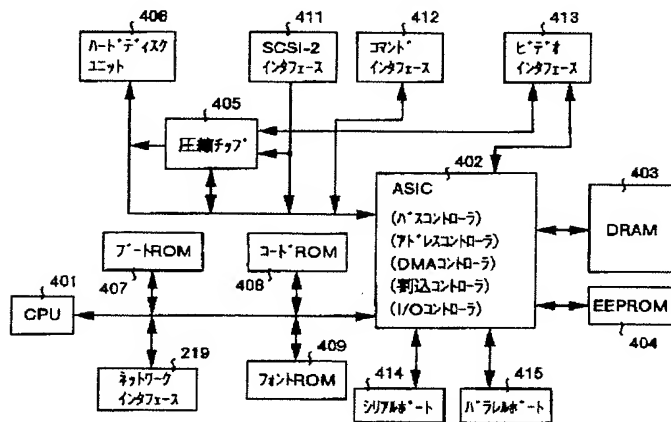 406
411
412
413
ハードディスク
ユニット
SCSI-2
インタフェース
コマンド
インタフェース
ビデオ
インタフェース
405
圧縮チップ
402
ASIC
(バスコントローラ)
(アドレスコントローラ)
(DMAコントローラ)
(割込コントローラ)
(I/Oコントローラ)
403
DRAM
ブートROM
407
コードROM
408
401
CPU
EEPROM
404
219
ネットワーク
インタフェース
409
フォントROM
414
シリアルポート
415
パラレルポート